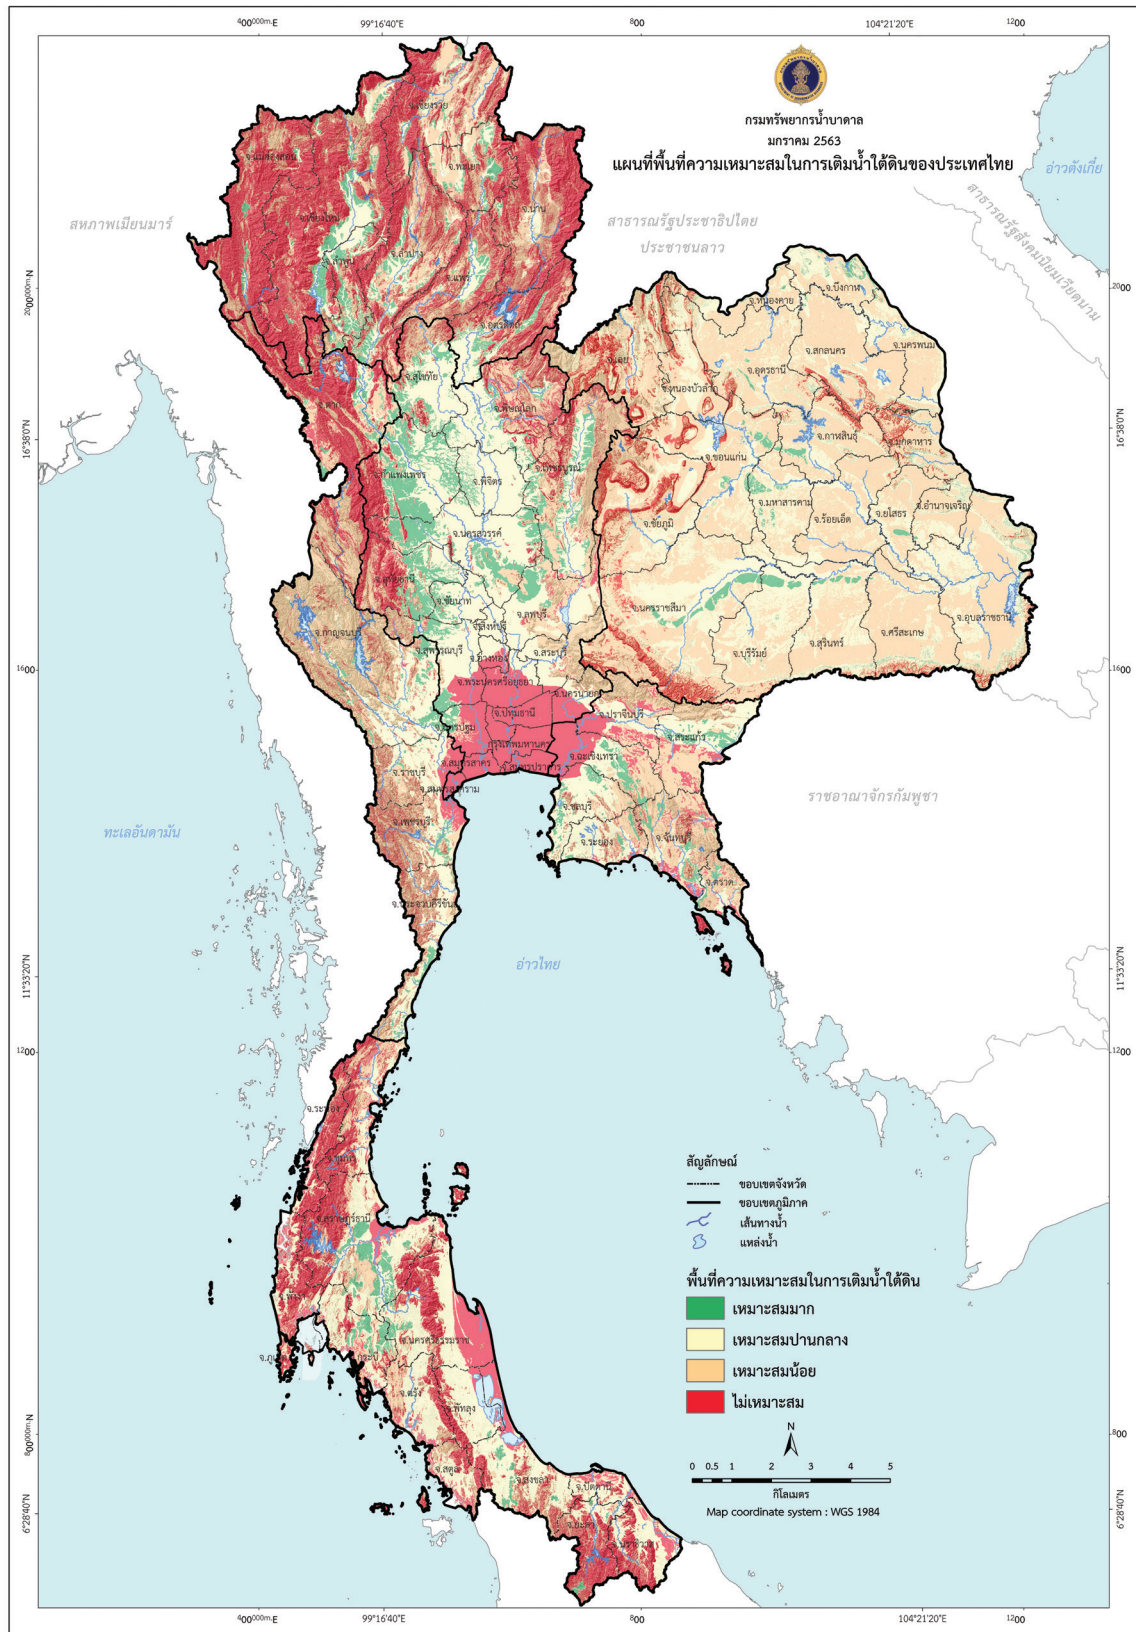 ⁴00⁰⁰⁰ᵐ·E
99°16'40"E
800
104°21'20"E
1200
กรมทรัพยากรน้ำบาดาล
มกราคม 2563
แผนที่พื้นที่ความเหมาะสมในการเติมน้ำใต้ดินของประเทศไทย
อ่าวตังเกี๋ย
สาธารณรัฐสังคมนิยมเวียดนาม
สหภาพเมียนมาร์
สาธารณรัฐประชาธิปไตย
ประชาชนลาว
จ.เชียงราย
จ.แม่ฮ่องสอน
จ.พะเยา
จ.น่าน
จ.เชียงใหม่
จ.ลำพูน
จ.ลำปาง
จ.แพร่
จ.อุตรดิตถ์
20⁰⁰⁰⁰⁰ᵐ·N
2000
จ.บึงกาฬ
จ.หนองคาย
จ.นครพนม
จ.สกลนคร
จ.อุดรธานี
จ.เลย
จ.หนองบัวลำภู
จ.สุโขทัย
จ.ตาก
จ.พิษณุโลก
16°38'0"N
16°38'0"N
จ.กาฬสินธุ์
จ.มุกดาหาร
จ.ขอนแก่น
จ.เพชรบูรณ์
จ.กำแพงเพชร
จ.พิจิตร
จ.มหาสารคาม
จ.ร้อยเอ็ด
จ.ยโสธร
จ.อำนาจเจริญ
จ.ชัยภูมิ
จ.นครสวรรค์
จ.อุทัยธานี
จ.ชัยนาท
จ.ลพบุรี
จ.นครราชสีมา
จ.อุบลราชธานี
จ.สิงห์บุรี
จ.กาญจนบุรี
จ.สุพรรณบุรี
จ.อ่างทอง
จ.สระบุรี
จ.บุรีรัมย์
จ.สุรินทร์
จ.ศรีสะเกษ
1600
1600
จ.พระนครศรีอยุธยา
จ.นครนายก
จ.ปทุมธานี
จ.ปราจีนบุรี
จ.นครปฐม
จ.สระแก้ว
กรุงเทพมหานคร
จ.ฉะเชิงเทรา
จ.สมุทรสาคร
จ.สมุทรปราการ
จ.ราชบุรี
จ.สมุทรสงคราม
จ.ชลบุรี
จ.เพชรบุรี
จ.ระยอง
จ.จันทบุรี
จ.ตราด
ราชอาณาจักรกัมพูชา
ทะเลอันดามัน
จ.ประจวบคีรีขันธ์
อ่าวไทย
11°33'20"N
11°33'20"N
1200
1200
จ.ระนอง
จ.ชุมพร
จ.สุราษฎร์ธานี
จ.พังงา
จ.นครศรีธรรมราช
จ.ภูเก็ต
กระบี่
จ.ตรัง
จ.พัทลุง
จ.สตูล
จ.สงขลา
จ.ปัตตานี
จ.ยะลา
จ.นราธิวาส
สัญลักษณ์
ขอบเขตจังหวัด
ขอบเขตภูมิภาค
เส้นทางน้ำ
แหล่งน้ำ
พื้นที่ความเหมาะสมในการเติมน้ำใต้ดิน
เหมาะสมมาก
เหมาะสมปานกลาง
เหมาะสมน้อย
ไม่เหมาะสม
N
0 0.5 1 2 3 4 5
กิโลเมตร
Map coordinate system : WGS 1984
⁸00⁰⁰⁰ᵐ·N
800
6°28'40"N
6°28'40"N
⁴00⁰⁰⁰ᵐ·E
99°16'40"E
800
104°21'20"E
1200